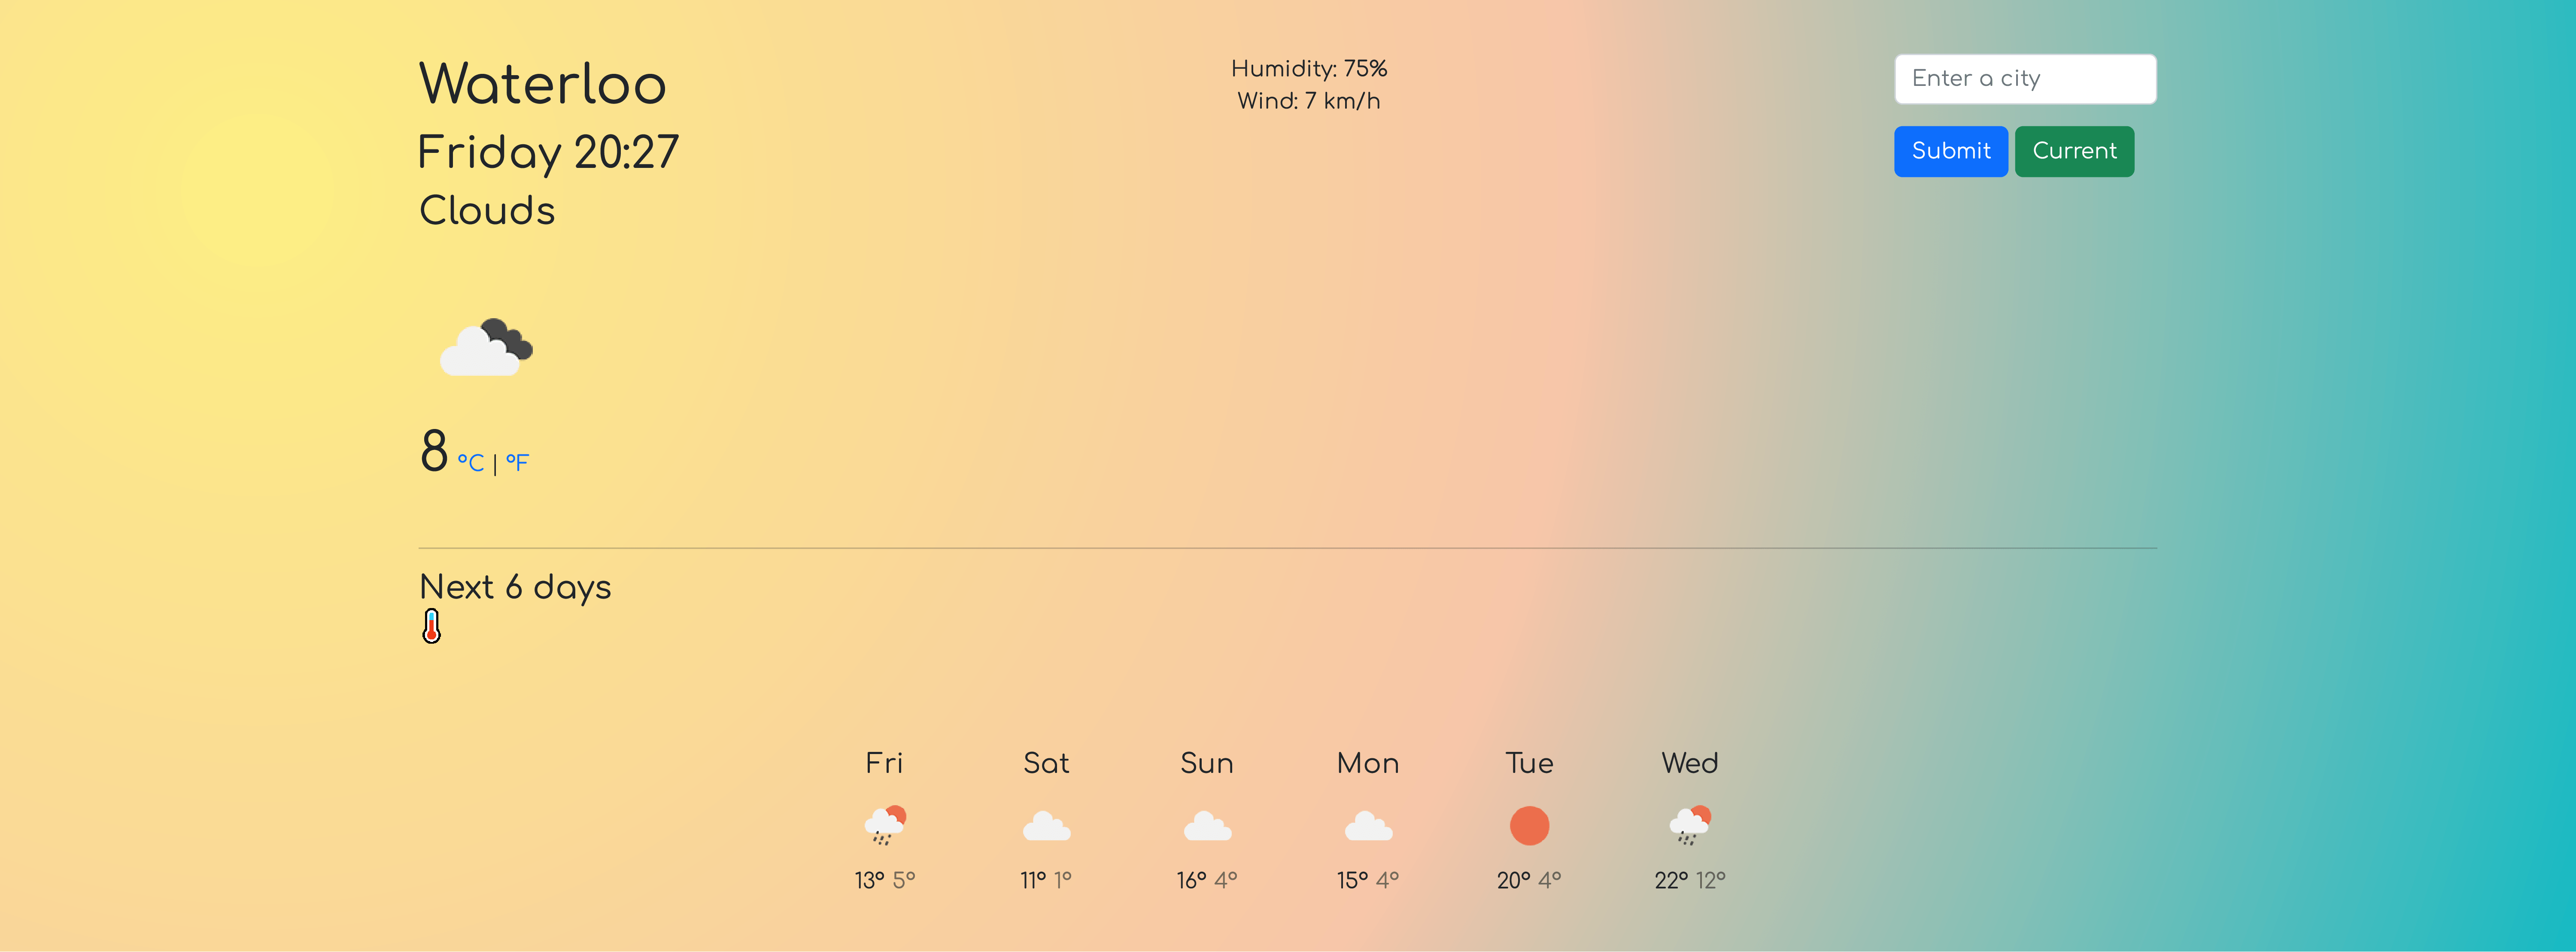 Waterloo
Friday 20:27
Clouds
Humidity: 75%
Wind: 7 km/h
Enter a city
Submit Current
8 °C | °F
Next 6 days
Fri Sat Sun Mon Tue Wed
13° 5° 11° 1° 16° 4° 15° 4° 20° 4° 22° 12°